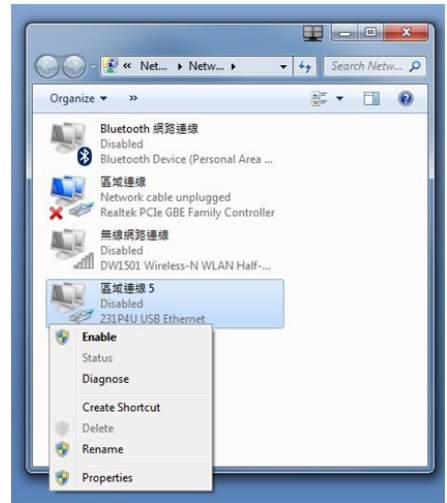 « Net... ▸ Netw... ▸
Search Netw...
Organize ▾ »
Bluetooth 網路連線
Disabled
Bluetooth Device (Personal Area ...
區域連線
Network cable unplugged
Realtek PCIe GBE Family Controller
無線網路連線
Disabled
DW1501 Wireless-N WLAN Half-...
區域連線 5
Disabled
231P4U USB Ethernet
Enable
Status
Diagnose
Create Shortcut
Delete
Rename
Properties